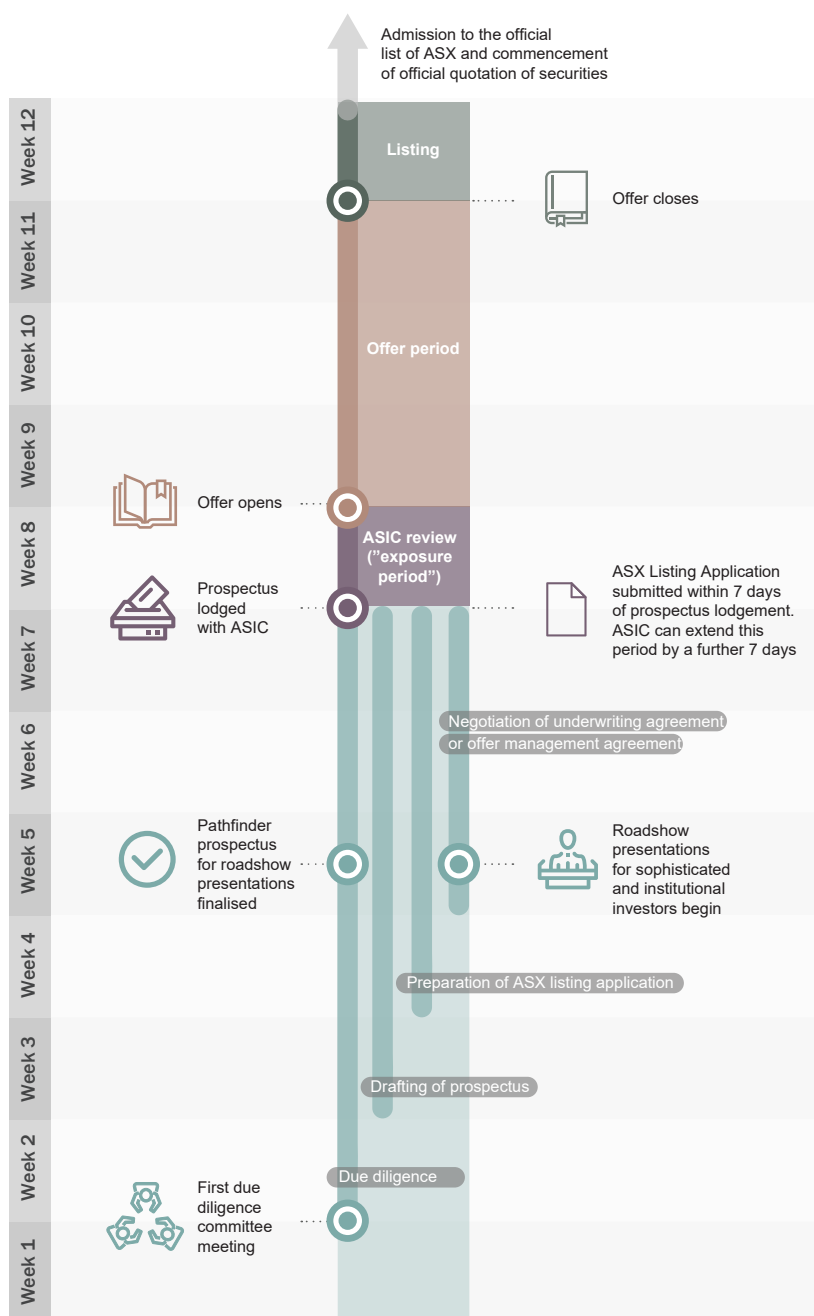 Admission to the official
list of ASX and commencement
of official quotation of securities
Week 12
Listing
Offer closes
Week 11
Week 10
Offer period
Week 9
Offer opens
Week 8
ASIC review
(”exposure
period”)
Prospectus
lodged
with ASIC
ASX Listing Application
submitted within 7 days
of prospectus lodgement.
ASIC can extend this
period by a further 7 days
Week 7
Week 6
Negotiation of underwriting agreement
or offer management agreement
Week 5
Pathfinder
prospectus
for roadshow
presentations
finalised
Roadshow
presentations
for sophisticated
and institutional
investors begin
Week 4
Preparation of ASX listing application
Week 3
Drafting of prospectus
Week 2
Due diligence
First due
diligence
committee
meeting
Week 1